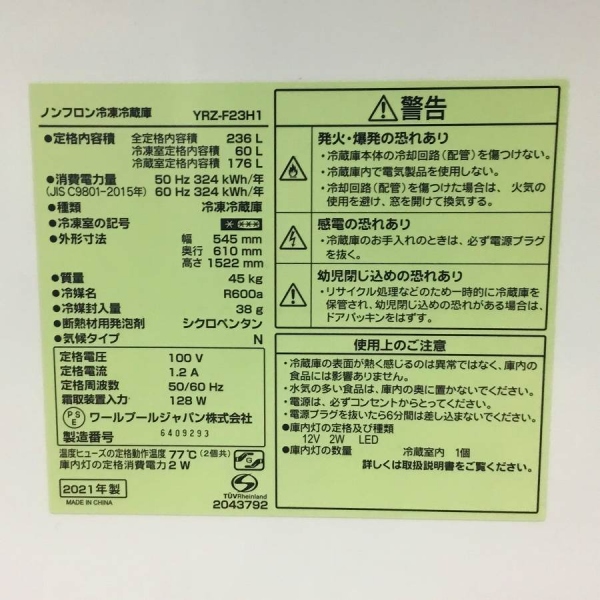 ノンフロン冷凍冷蔵庫 YRZ-F23H1
●定格内容積 全定格内容積 236 L
冷凍室定格内容積 60 L
冷蔵室定格内容積 176 L
●消費電力量 50 Hz 324 kWh/年
(JIS C9801-2015年) 60 Hz 324 kWh/年
●種類 冷凍冷蔵庫
●冷凍室の記号
●外形寸法 幅 545 mm
奥行 610 mm
高さ 1522 mm
●質量 45 kg
●冷媒名 R600a
●冷媒封入量 38 g
●断熱材用発泡剤 シクロペンタン
●気候タイプ N
定格電圧 100 V
定格電流 1.2 A
定格周波数 50/60 Hz
霜取装置入力 128 W
PSE ワールプールジャパン株式会社
製造番号 6409293
温度ヒューズの定格動作温度 77℃ (2個共)
庫内灯の定格消費電力 2 W
2021年製
MADE IN CHINA
TÜVRheinland
2043792
警告
発火・爆発の恐れあり
・冷蔵庫本体の冷却回路(配管)を傷つけない。
・冷蔵庫内で電気製品を使用しない。
・冷却回路(配管)を傷つけた場合は、火気の
使用を避け、窓を開けて換気する。
感電の恐れあり
・冷蔵庫のお手入れのときは、必ず電源プラグ
を抜く。
幼児閉じ込めの恐れあり
・リサイクル処理などのため一時的に冷蔵庫を
保管され、幼児閉じ込めの恐れがある場合は、
ドアパッキンをはずす。
使用上のご注意
・冷蔵庫の表面が熱く感じるのは異常ではなく、庫内の
食品には影響ありません。
・水気の多い食品は、庫内の奥に置かないでください。
・電源は、必ずコンセントからとってください。
・電源プラグを抜いたら6分間は差し込まないでください。
●庫内灯の定格及び種類
12V 2W LED
●庫内灯の数量 冷蔵室内 1個
詳しくは取扱説明書をご覧ください。